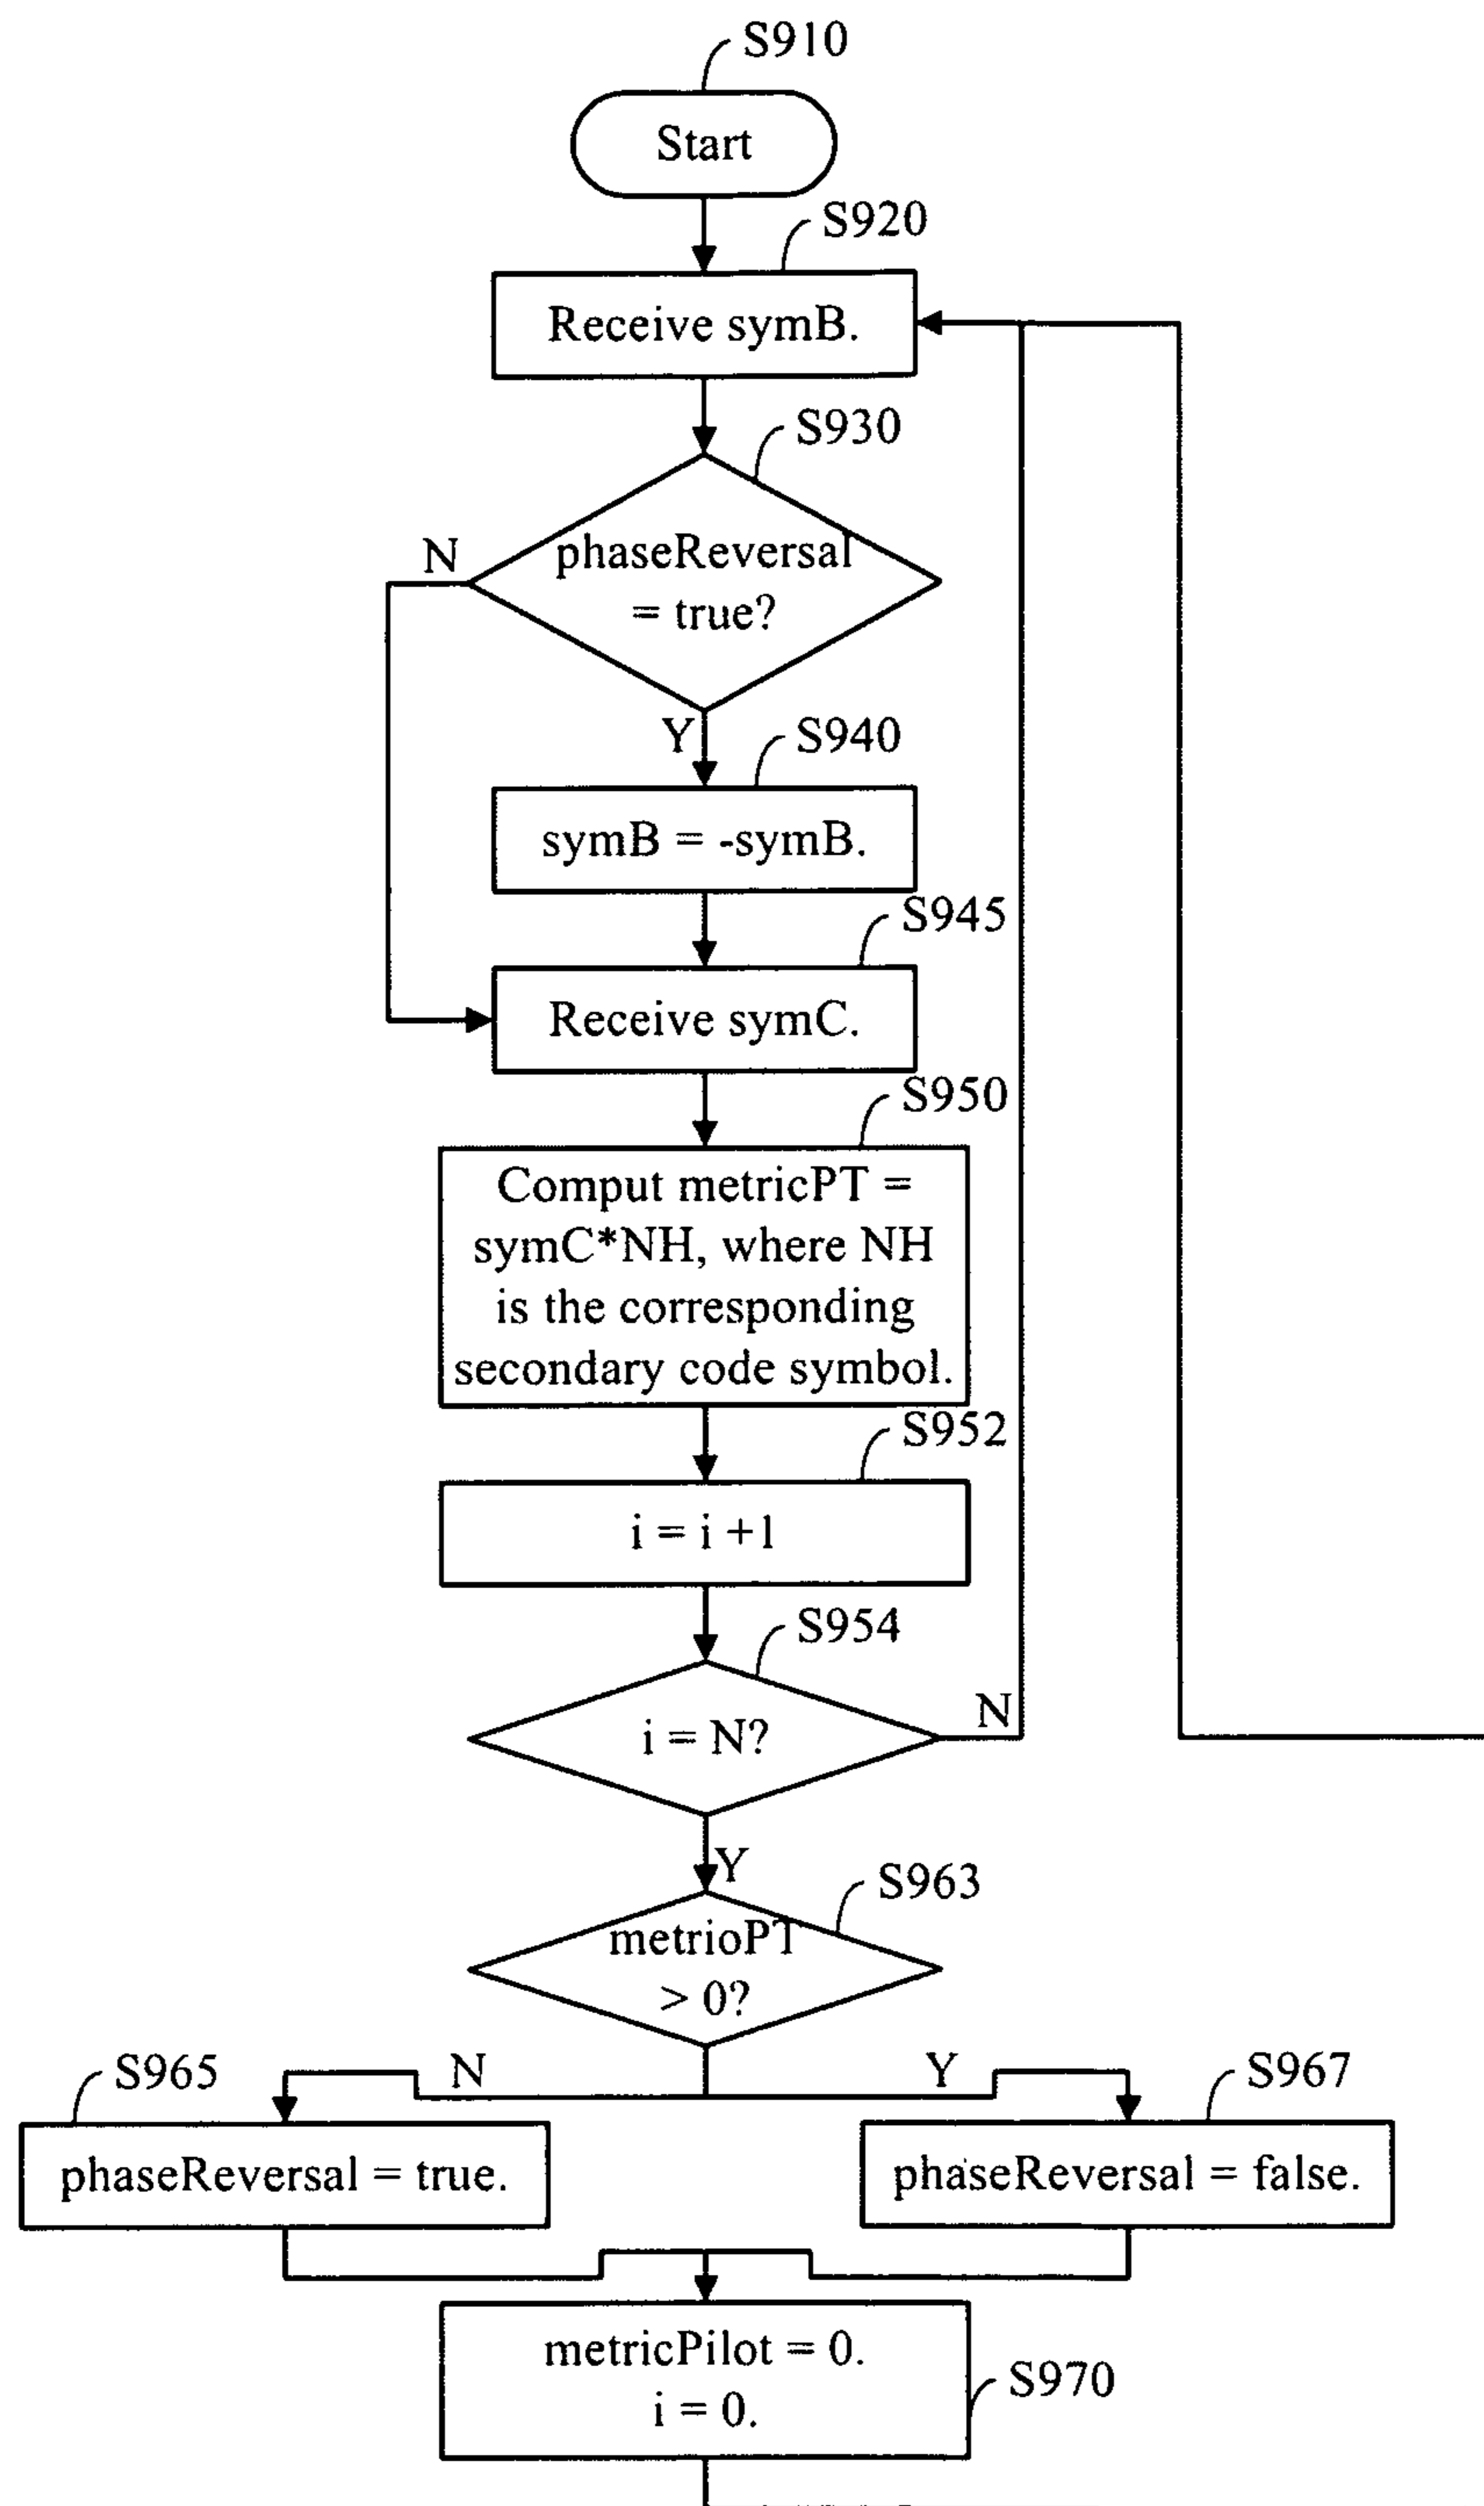 S910
Start
S920
Receive symB.
S930
phaseReversal
= true?
N
Y
S940
symB = -symB.
S945
Receive symC.
S950
Comput metricPT =
symC*NH, where NH
is the corresponding
secondary code symbol.
S952
i = i +1
S954
i = N?
N
Y
S963
metrioPT
> 0?
N
Y
S965
S967
phaseReversal = true.
phaseReversal = false.
metricPilot = 0.
i = 0.
S970